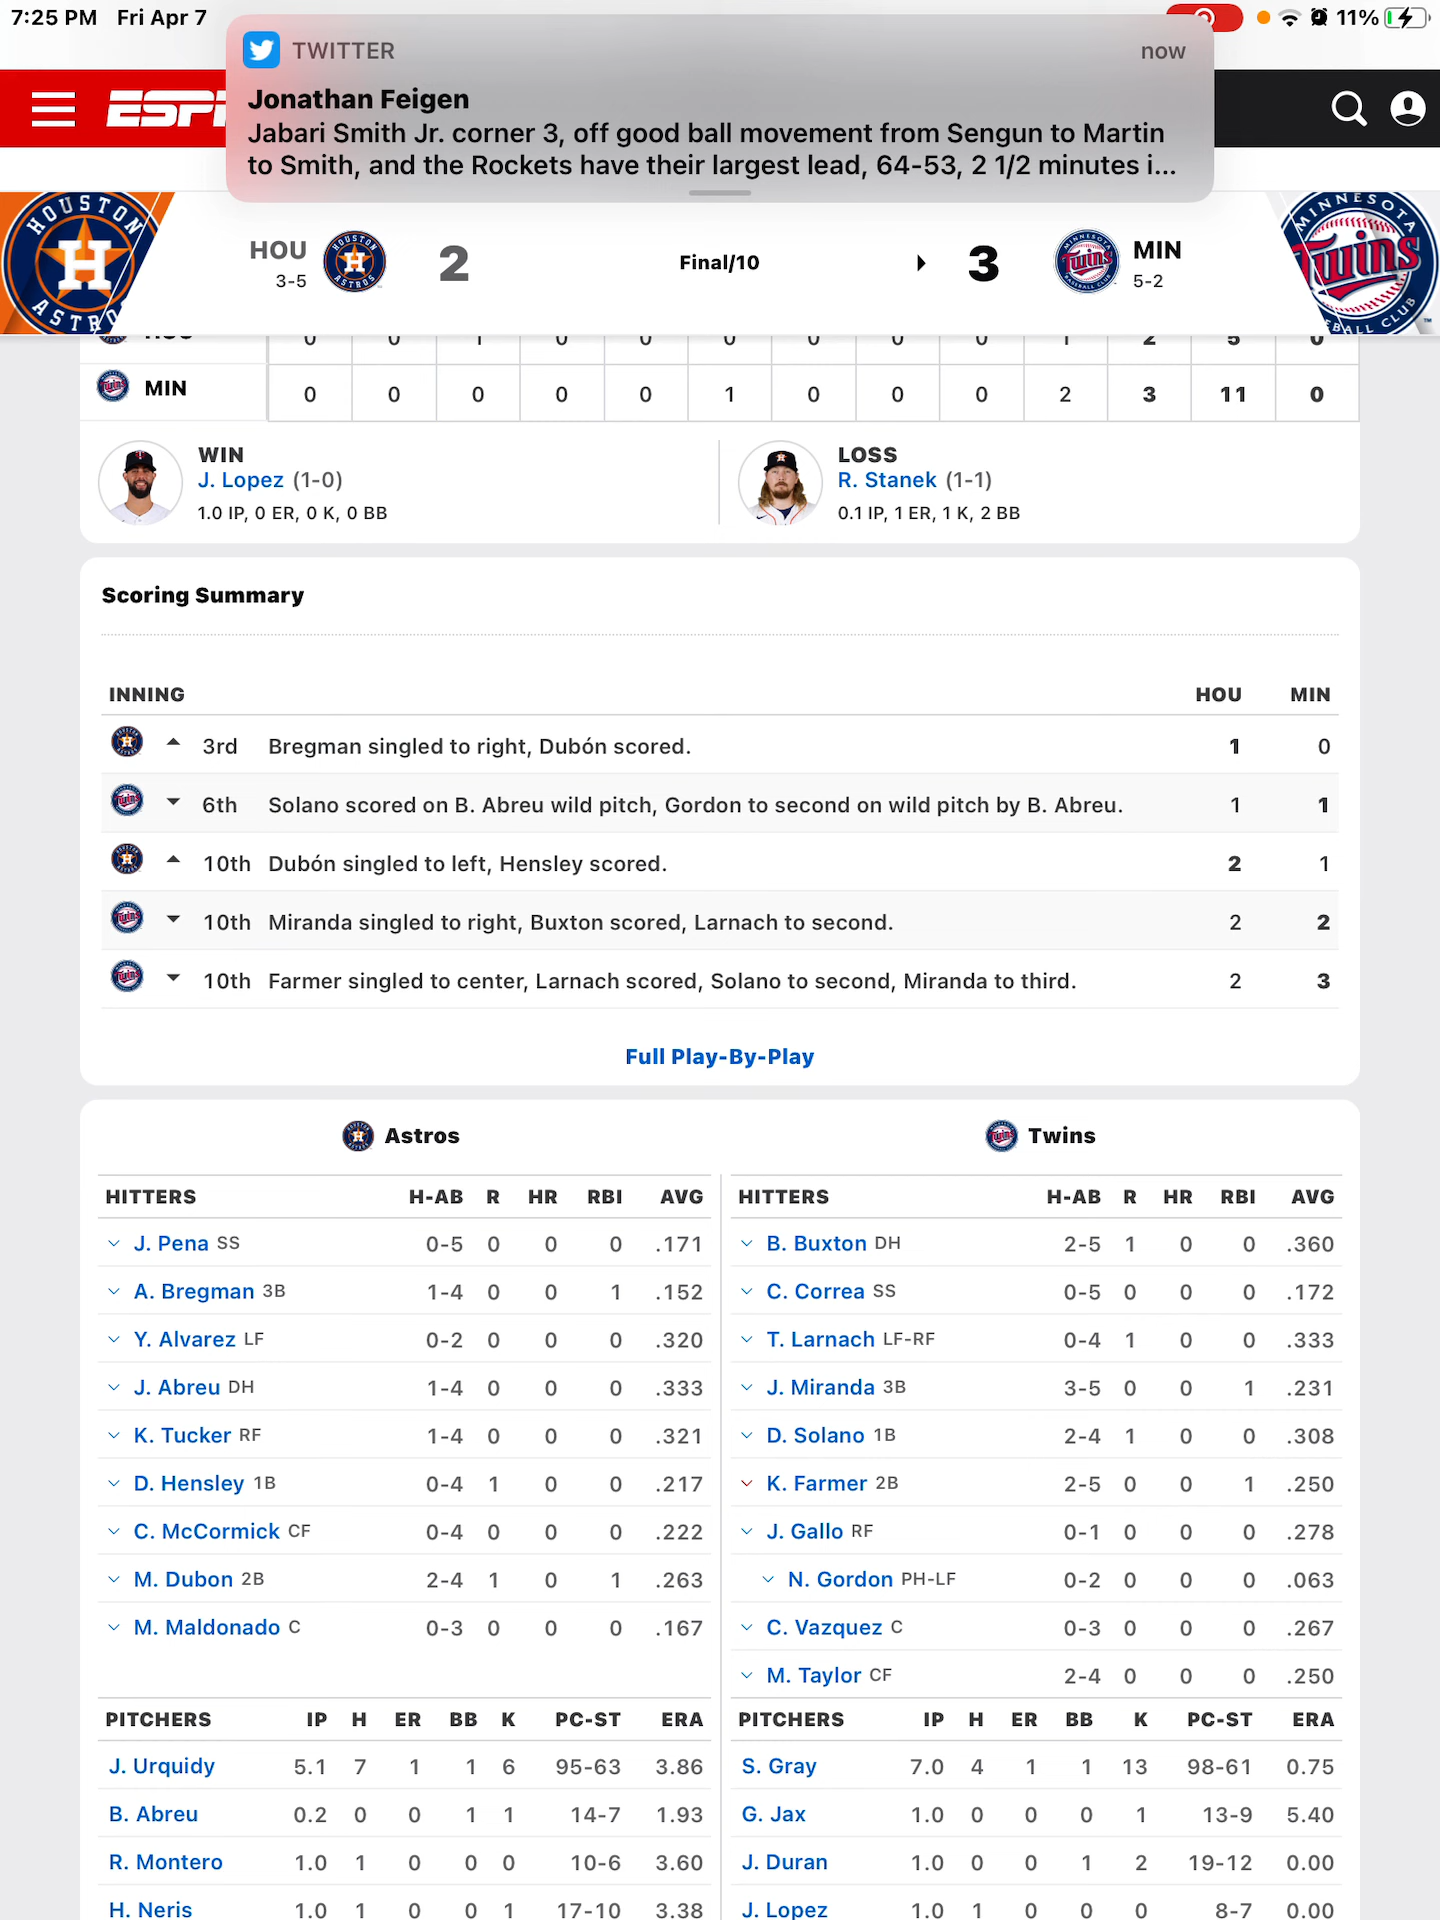 7:25 PM Fri Apr 7
11%
TWITTER now
Jonathan Feigen
Jabari Smith Jr. corner 3, off good ball movement from Sengun to Martin
to Smith, and the Rockets have their largest lead, 64-53, 2 1/2 minutes i...
HOUSTON ASTRO
HOU 3-5
2
Final/10
3
MIN 5-2
MINNESOTA Twins BALL CLUB
0 0 1 0 0 0 0 0 0 1 2 5 0
MIN 0 0 0 0 0 1 0 0 0 2 3 11 0
WIN
J. Lopez (1-0)
1.0 IP, 0 ER, 0 K, 0 BB
LOSS
R. Stanek (1-1)
0.1 IP, 1 ER, 1 K, 2 BB
Scoring Summary
INNING HOU MIN
3rd Bregman singled to right, Dubón scored. 1 0
6th Solano scored on B. Abreu wild pitch, Gordon to second on wild pitch by B. Abreu. 1 1
10th Dubón singled to left, Hensley scored. 2 1
10th Miranda singled to right, Buxton scored, Larnach to second. 2 2
10th Farmer singled to center, Larnach scored, Solano to second, Miranda to third. 2 3
Full Play-By-Play
Astros
HITTERS H-AB R HR RBI AVG
J. Pena SS 0-5 0 0 0 .171
A. Bregman 3B 1-4 0 0 1 .152
Y. Alvarez LF 0-2 0 0 0 .320
J. Abreu DH 1-4 0 0 0 .333
K. Tucker RF 1-4 0 0 0 .321
D. Hensley 1B 0-4 1 0 0 .217
C. McCormick CF 0-4 0 0 0 .222
M. Dubon 2B 2-4 1 0 1 .263
M. Maldonado C 0-3 0 0 0 .167
PITCHERS IP H ER BB K PC-ST ERA
J. Urquidy 5.1 7 1 1 6 95-63 3.86
B. Abreu 0.2 0 0 1 1 14-7 1.93
R. Montero 1.0 1 0 0 0 10-6 3.60
H. Neris 1.0 1 0 0 1 17-10 3.38
Twins
HITTERS H-AB R HR RBI AVG
B. Buxton DH 2-5 1 0 0 .360
C. Correa SS 0-5 0 0 0 .172
T. Larnach LF-RF 0-4 1 0 0 .333
J. Miranda 3B 3-5 0 0 1 .231
D. Solano 1B 2-4 1 0 0 .308
K. Farmer 2B 2-5 0 0 1 .250
J. Gallo RF 0-1 0 0 0 .278
N. Gordon PH-LF 0-2 0 0 0 .063
C. Vazquez C 0-3 0 0 0 .267
M. Taylor CF 2-4 0 0 0 .250
PITCHERS IP H ER BB K PC-ST ERA
S. Gray 7.0 4 1 1 13 98-61 0.75
G. Jax 1.0 0 0 0 1 13-9 5.40
J. Duran 1.0 0 0 1 2 19-12 0.00
J. Lopez 1.0 1 0 0 0 8-7 0.00